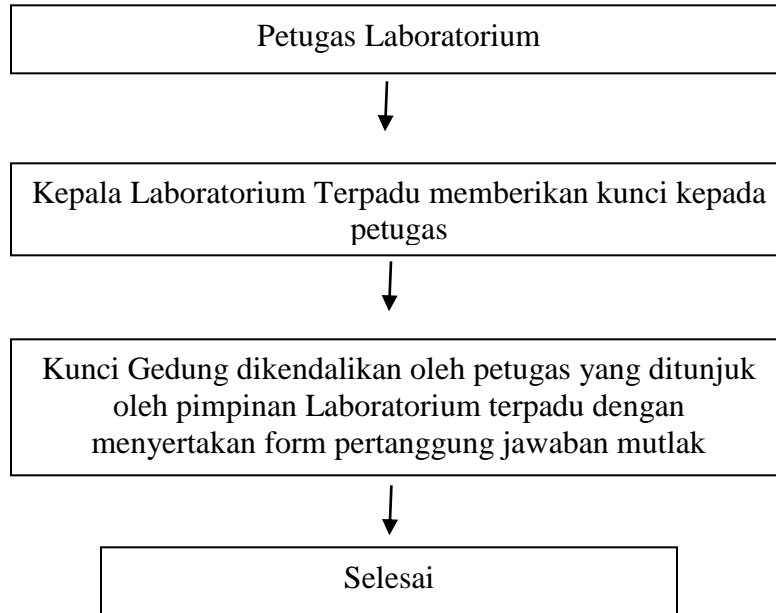 Petugas Laboratorium
Kepala Laboratorium Terpadu memberikan kunci kepada
petugas
Kunci Gedung dikendalikan oleh petugas yang ditunjuk
oleh pimpinan Laboratorium terpadu dengan
menyertakan form pertanggung jawaban mutlak
Selesai